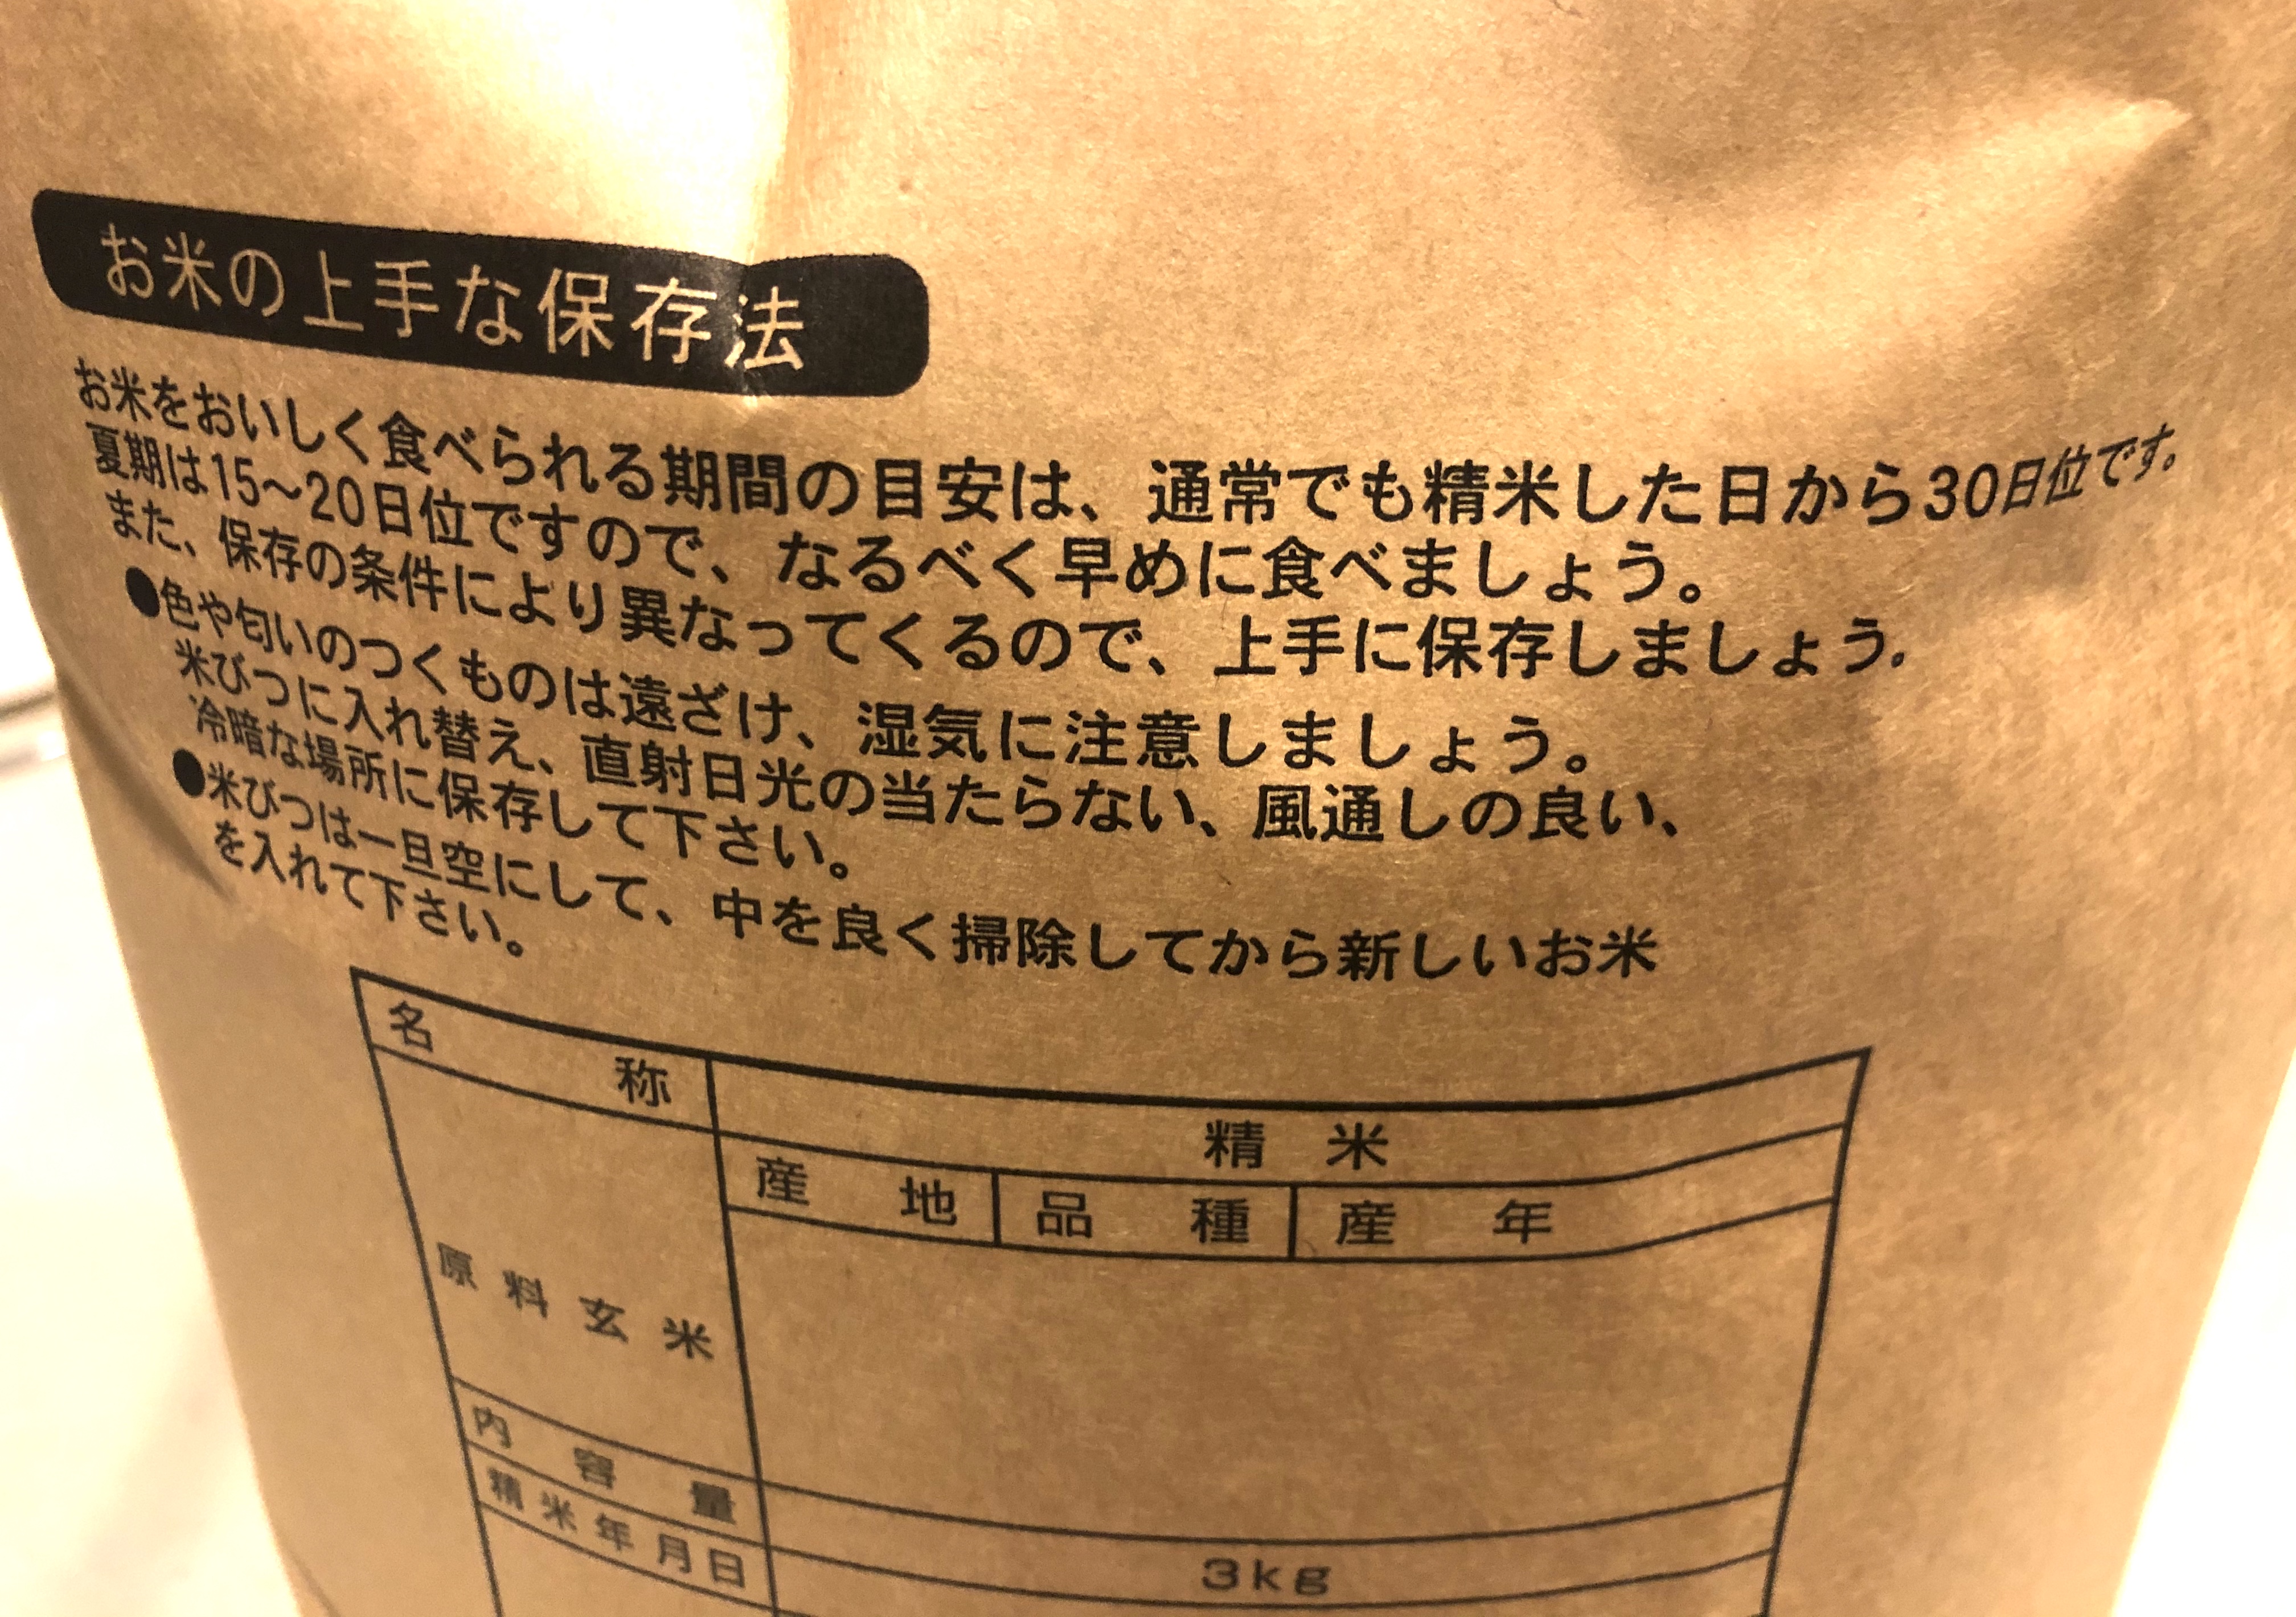 お米の上手な保存法
お米をおいしく食べられる期間の目安は、通常でも精米した日から30日位です。
夏期は15～20日位ですので、なるべく早めに食べましょう。
また、保存の条件により異なってくるので、上手に保存しましょう。
●色や匂いのつくものは遠ざけ、湿気に注意しましょう。
米びつに入れ替え、直射日光の当たらない、風通しの良い、
冷暗な場所に保存して下さい。
●米びつは一旦空にして、中を良く掃除してから新しいお米
を入れて下さい。
名称 精米
産地 品種 産年
原料玄米
内容量 3kg
精米年月日